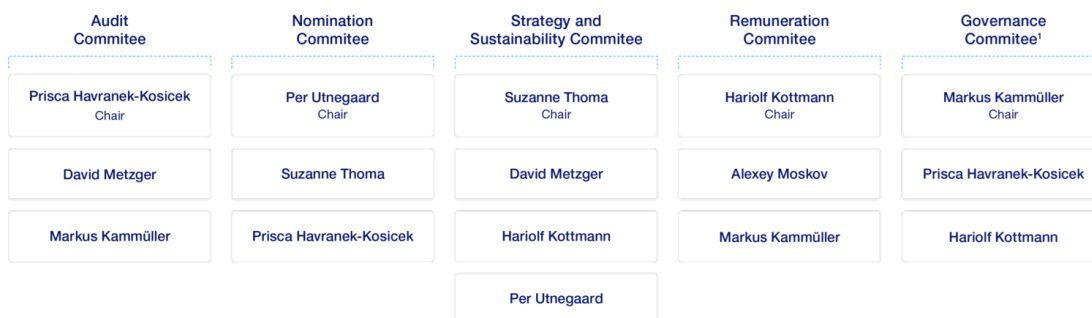 Audit
Commitee
Nomination
Commitee
Strategy and
Sustainability Commitee
Remuneration
Commitee
Governance
Commitee¹
Prisca Havranek-Kosicek
Chair
Per Utnegaard
Chair
Suzanne Thoma
Chair
Hariolf Kottmann
Chair
Markus Kammüller
Chair
David Metzger
Suzanne Thoma
David Metzger
Alexey Moskov
Prisca Havranek-Kosicek
Markus Kammüller
Prisca Havranek-Kosicek
Hariolf Kottmann
Markus Kammüller
Hariolf Kottmann
Per Utnegaard